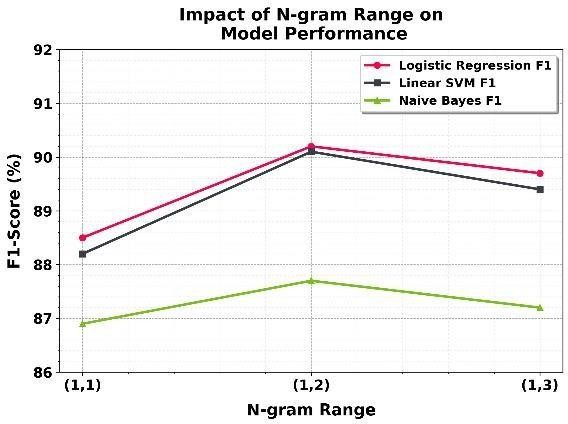 Impact of N-gram Range on
Model Performance
92
91
90
89
88
87
86
F1-Score (%)
Logistic Regression F1
Linear SVM F1
Naive Bayes F1
(1,1)
(1,2)
(1,3)
N-gram Range